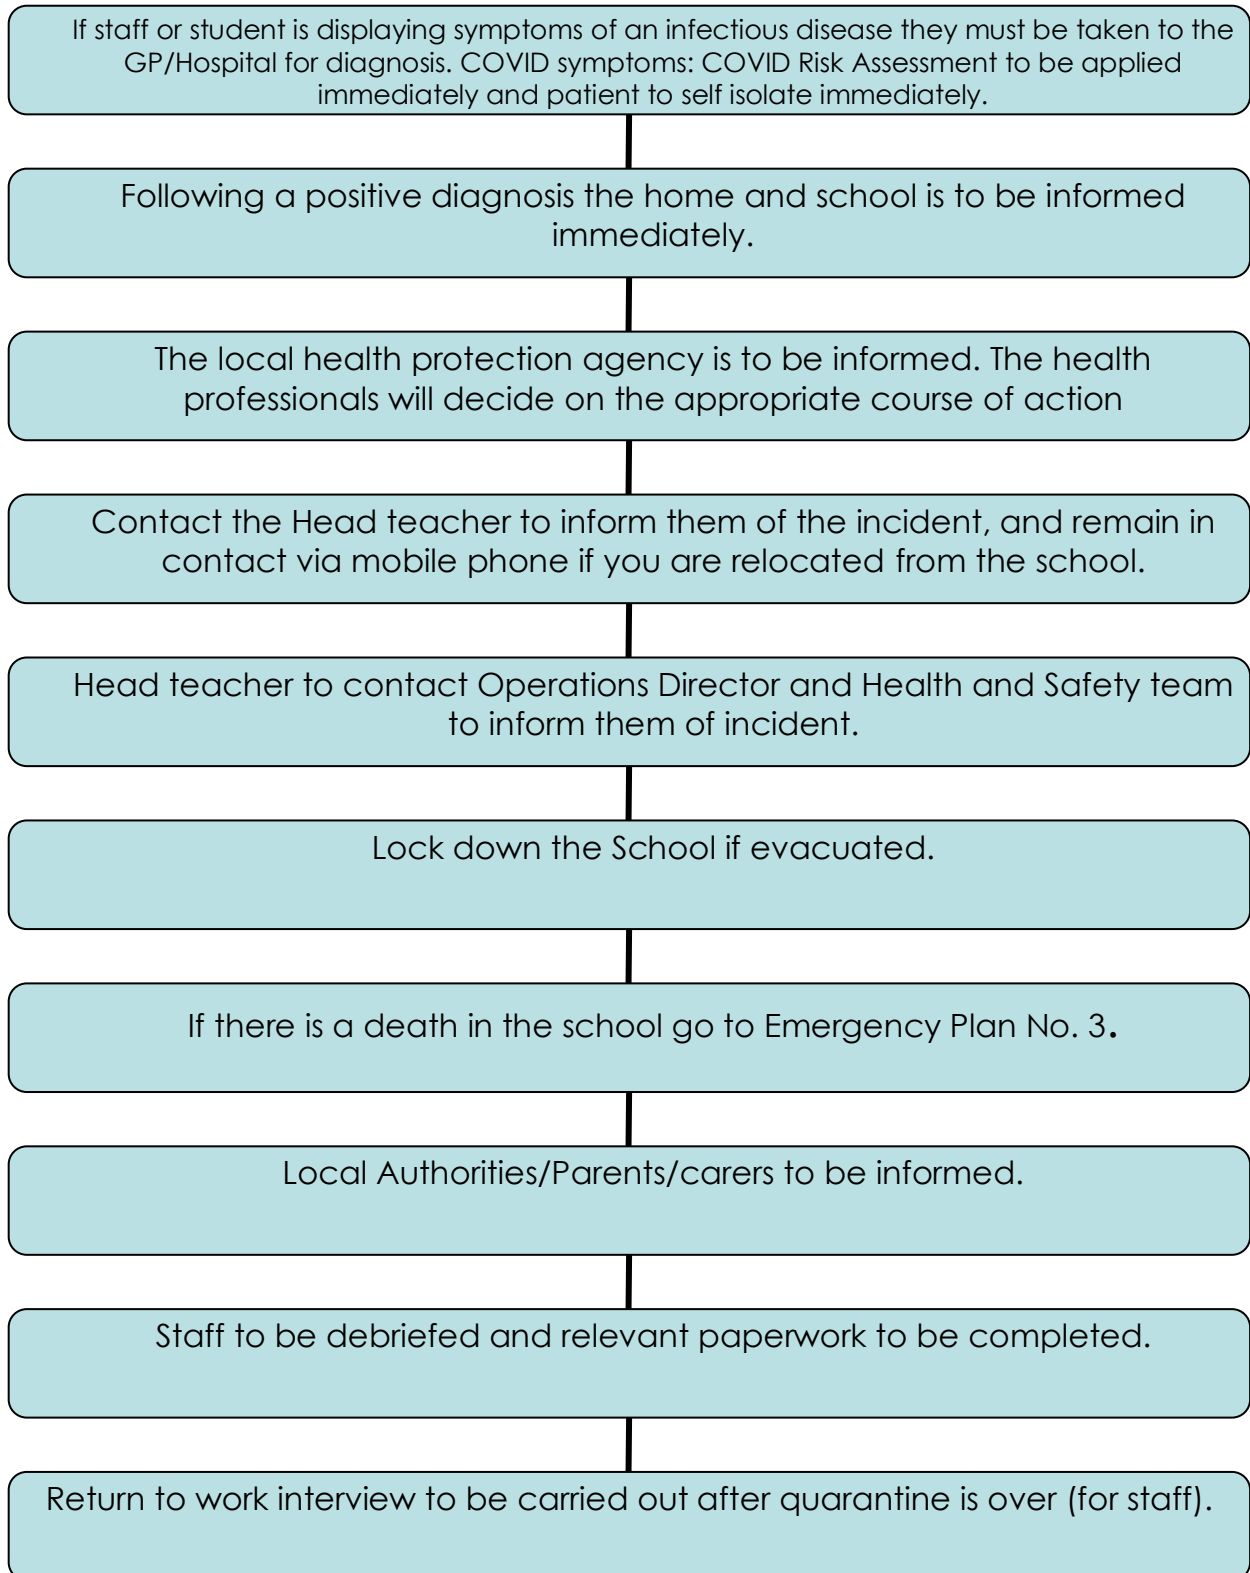 If staff or student is displaying symptoms of an infectious disease they must be taken to the
GP/Hospital for diagnosis. COVID symptoms: COVID Risk Assessment to be applied
immediately and patient to self isolate immediately.
Following a positive diagnosis the home and school is to be informed
immediately.
The local health protection agency is to be informed. The health
professionals will decide on the appropriate course of action
Contact the Head teacher to inform them of the incident, and remain in
contact via mobile phone if you are relocated from the school.
Head teacher to contact Operations Director and Health and Safety team
to inform them of incident.
Lock down the School if evacuated.
If there is a death in the school go to Emergency Plan No. 3.
Local Authorities/Parents/carers to be informed.
Staff to be debriefed and relevant paperwork to be completed.
Return to work interview to be carried out after quarantine is over (for staff).